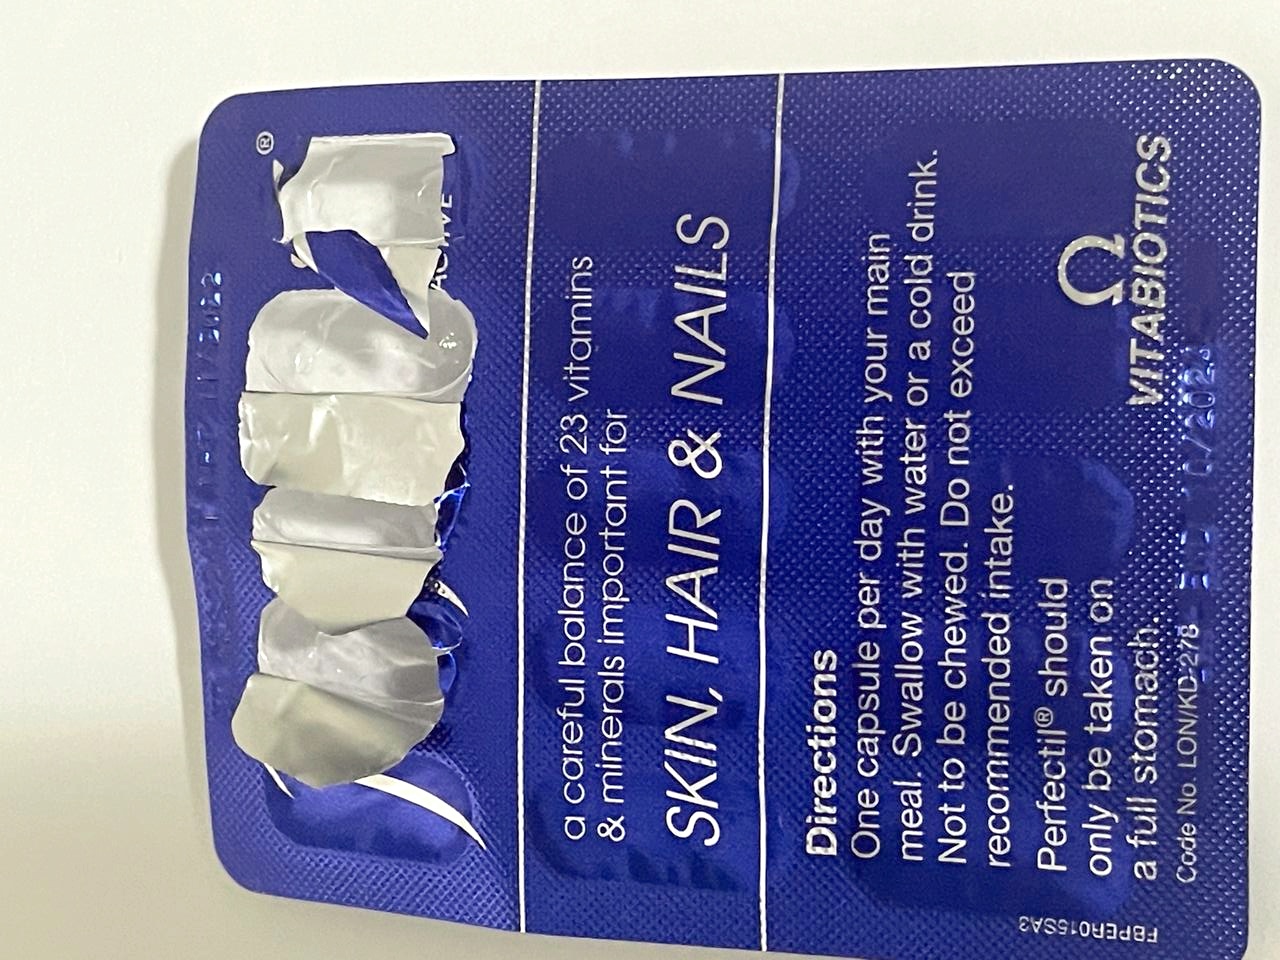 ®
ACTIVE
a careful balance of 23 vitamins
& minerals important for
SKIN, HAIR & NAILS
Directions
One capsule per day with your main
meal. Swallow with water or a cold drink.
Not to be chewed. Do not exceed
recommended intake.
Perfectil® should
only be taken on
a full stomach.
Code No. LON/KD-278
VITABIOTICS
FBPER015SA3